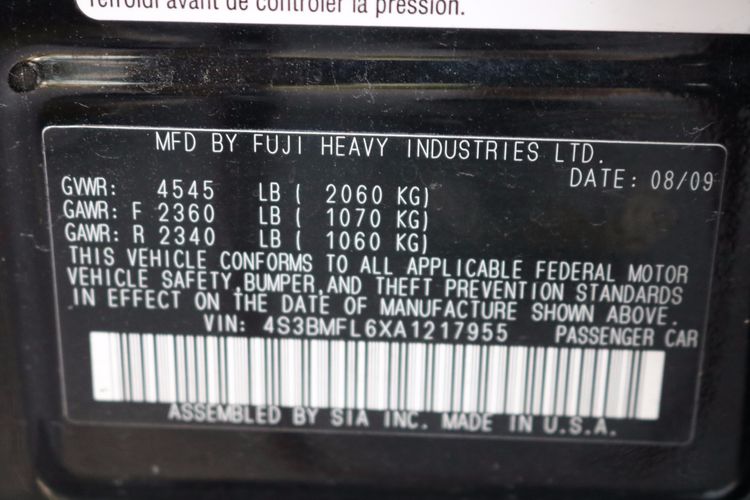 refroidi avant de contrôler la pression.
MFD BY FUJI HEAVY INDUSTRIES LTD.
DATE: 08/09
GVWR: 4545 LB ( 2060 KG)
GAWR: F 2360 LB ( 1070 KG)
GAWR: R 2340 LB ( 1060 KG)
THIS VEHICLE CONFORMS TO ALL APPLICABLE FEDERAL MOTOR
VEHICLE SAFETY,BUMPER,AND THEFT PREVENTION STANDARDS
IN EFFECT ON THE DATE OF MANUFACTURE SHOWN ABOVE.
VIN: 4S3BMFL6XA1217955 PASSENGER CAR
ASSEMBLED BY SIA INC. MADE IN U.S.A.